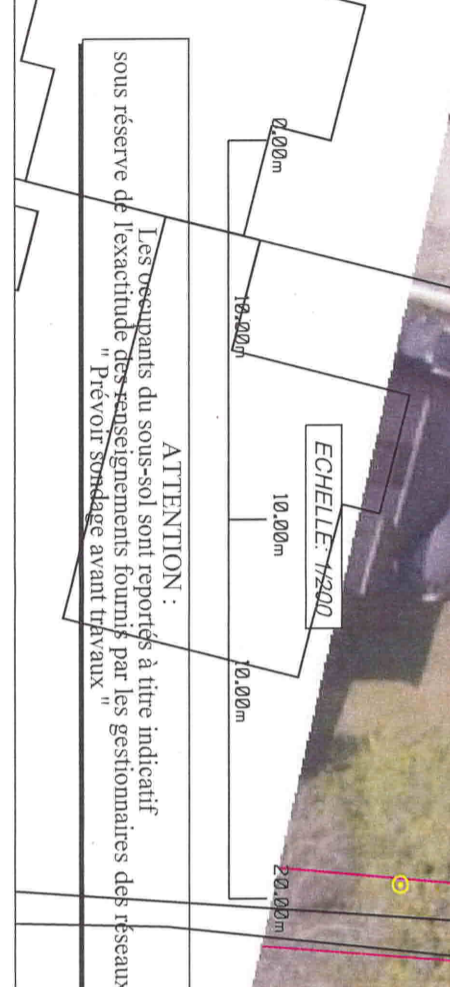 ECHELLE: 1/200
0.00m
10.00m
20.00m
10.00m
10.00m
ATTENTION :
Les occupants du sous-sol sont reportés à titre indicatif
sous réserve de l'exactitude des renseignements fournis par les gestionnaires des réseaux
" Prévoir sondage avant travaux "